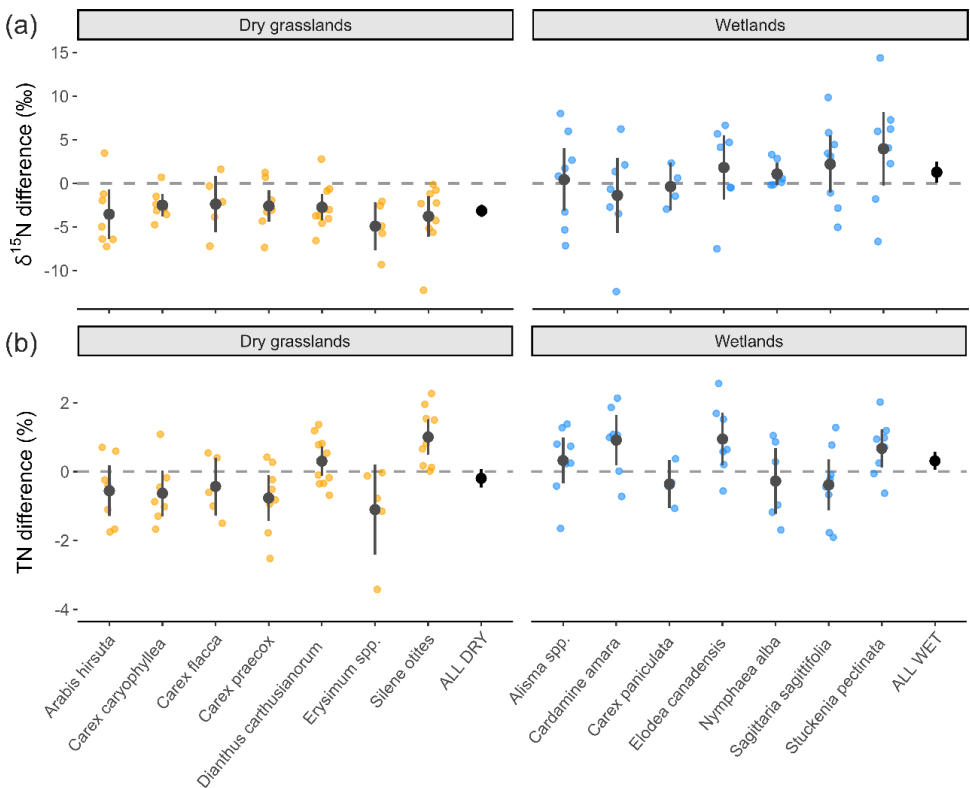 (a)
Dry grasslands
Wetlands
δ¹⁵N difference (‰)
15
10
5
0
-5
-10
(b)
Dry grasslands
Wetlands
TN difference (%)
2
0
-2
-4
Arabis hirsuta
Carex caryophyllea
Carex flacca
Carex praecox
Dianthus carthusianorum
Erysimum spp.
Silene otites
ALL DRY
Alisma spp.
Cardamine amara
Carex paniculata
Elodea canadensis
Nymphaea alba
Sagittaria sagittifolia
Stuckenia pectinata
ALL WET